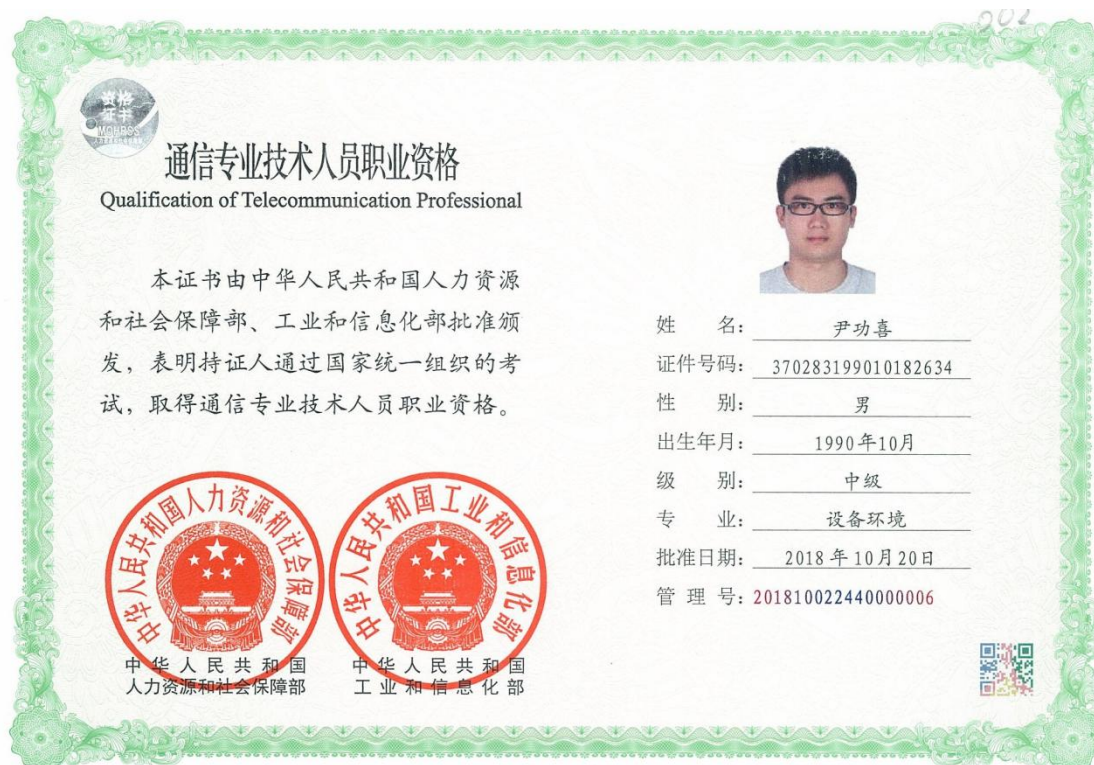 002
资格
证书
MOHRSS
通信专业技术人员职业资格
Qualification of Telecommunication Professional
本证书由中华人民共和国人力资源
和社会保障部、工业和信息化部批准颁
发，表明持证人通过国家统一组织的考
试，取得通信专业技术人员职业资格。
中华人民共和国人力资源和社会保障部
中华人民共和国
人力资源和社会保障部
中华人民共和国工业和信息化部
中华人民共和国
工业和信息化部
姓 名： 尹功喜
证件号码： 370283199010182634
性 别： 男
出生年月： 1990年10月
级 别： 中级
专 业： 设备环境
批准日期： 2018年10月20日
管 理 号： 201810022440000006